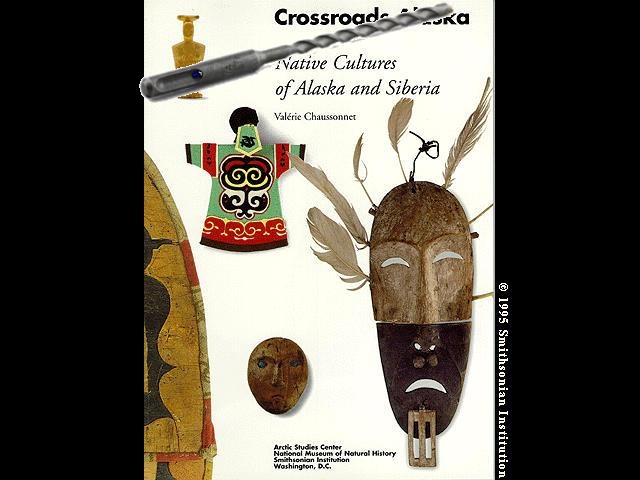 Crossroads Alaska
Native Cultures
of Alaska and Siberia
Valérie Chaussonnet
© 1995 Smithsonian Institution
Arctic Studies Center
National Museum of Natural History
Smithsonian Institution
Washington, D.C.